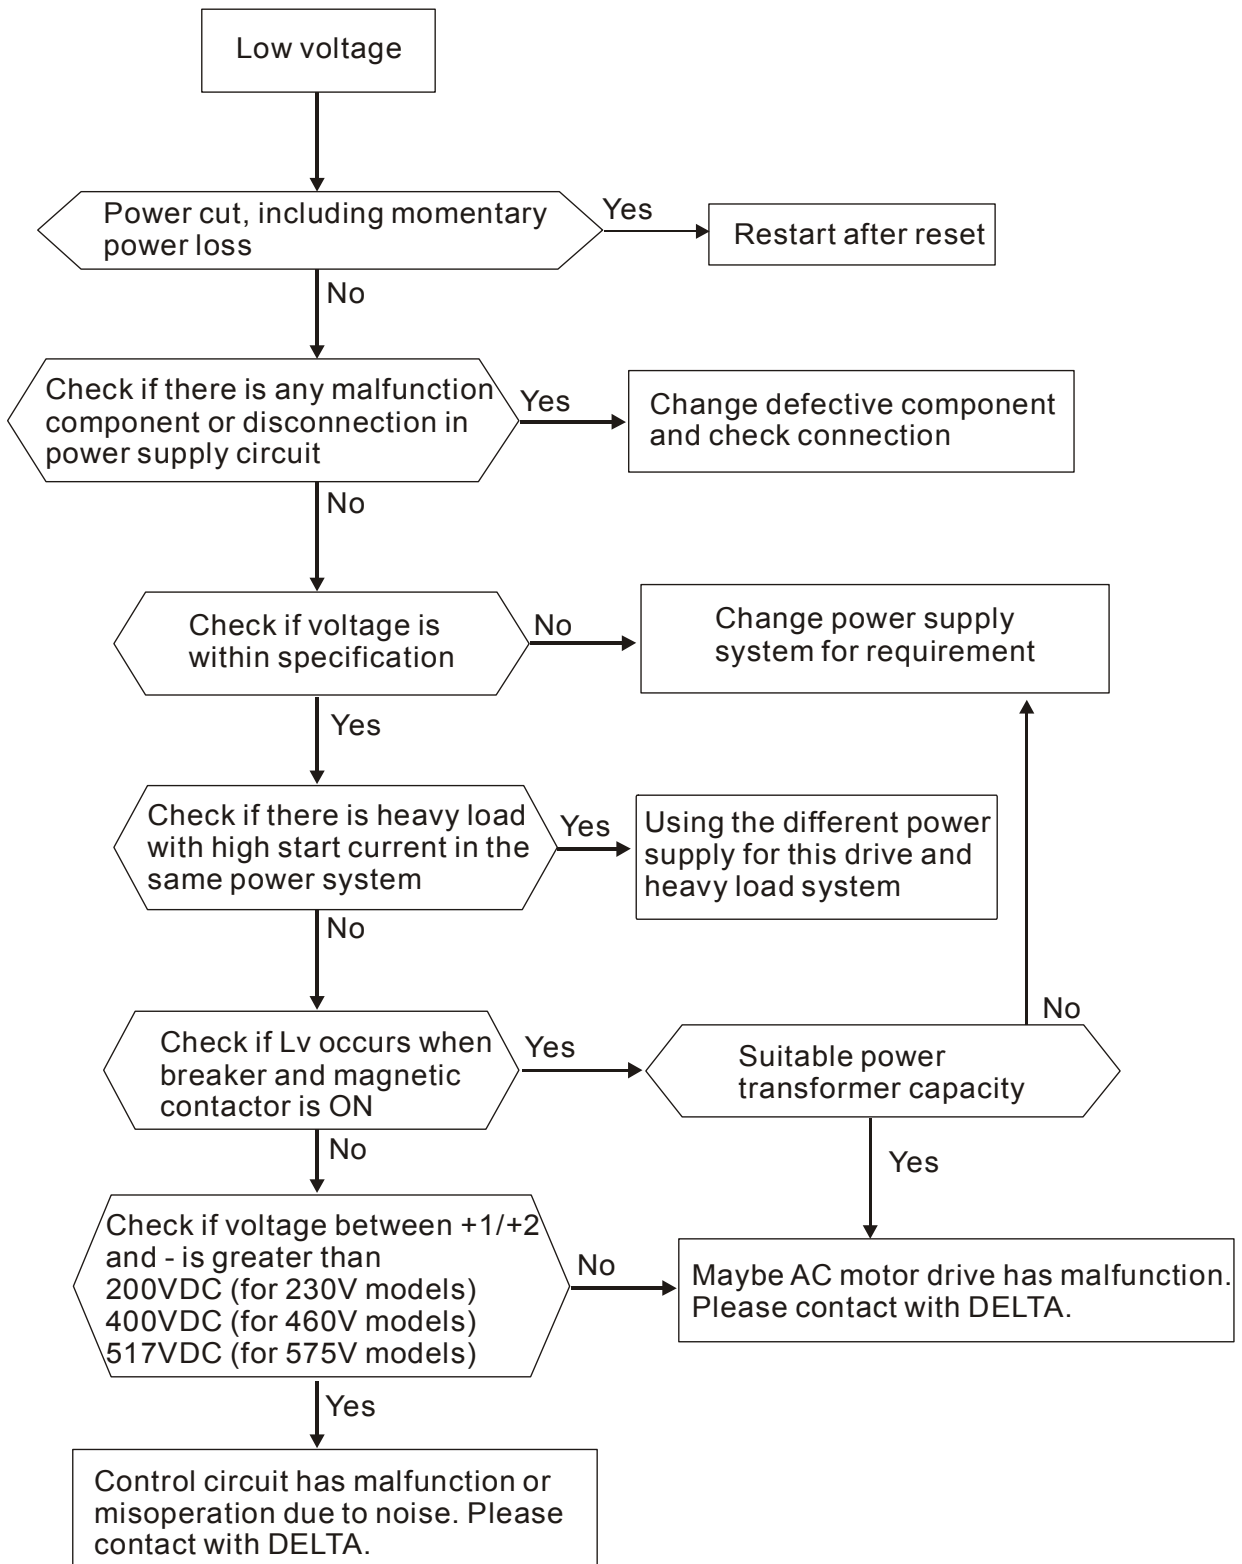 Low voltage
Power cut, including momentary
power loss
Yes
Restart after reset
No
Check if there is any malfunction
component or disconnection in
power supply circuit
Yes
Change defective component
and check connection
No
Check if voltage is
within specification
No
Change power supply
system for requirement
Yes
Check if there is heavy load
with high start current in the
same power system
Yes
Using the different power
supply for this drive and
heavy load system
No
Check if Lv occurs when
breaker and magnetic
contactor is ON
Yes
Suitable power
transformer capacity
No
No
Yes
Check if voltage between +1/+2
and - is greater than
200VDC (for 230V models)
400VDC (for 460V models)
517VDC (for 575V models)
No
Maybe AC motor drive has malfunction.
Please contact with DELTA.
Yes
Control circuit has malfunction or
misoperation due to noise. Please
contact with DELTA.